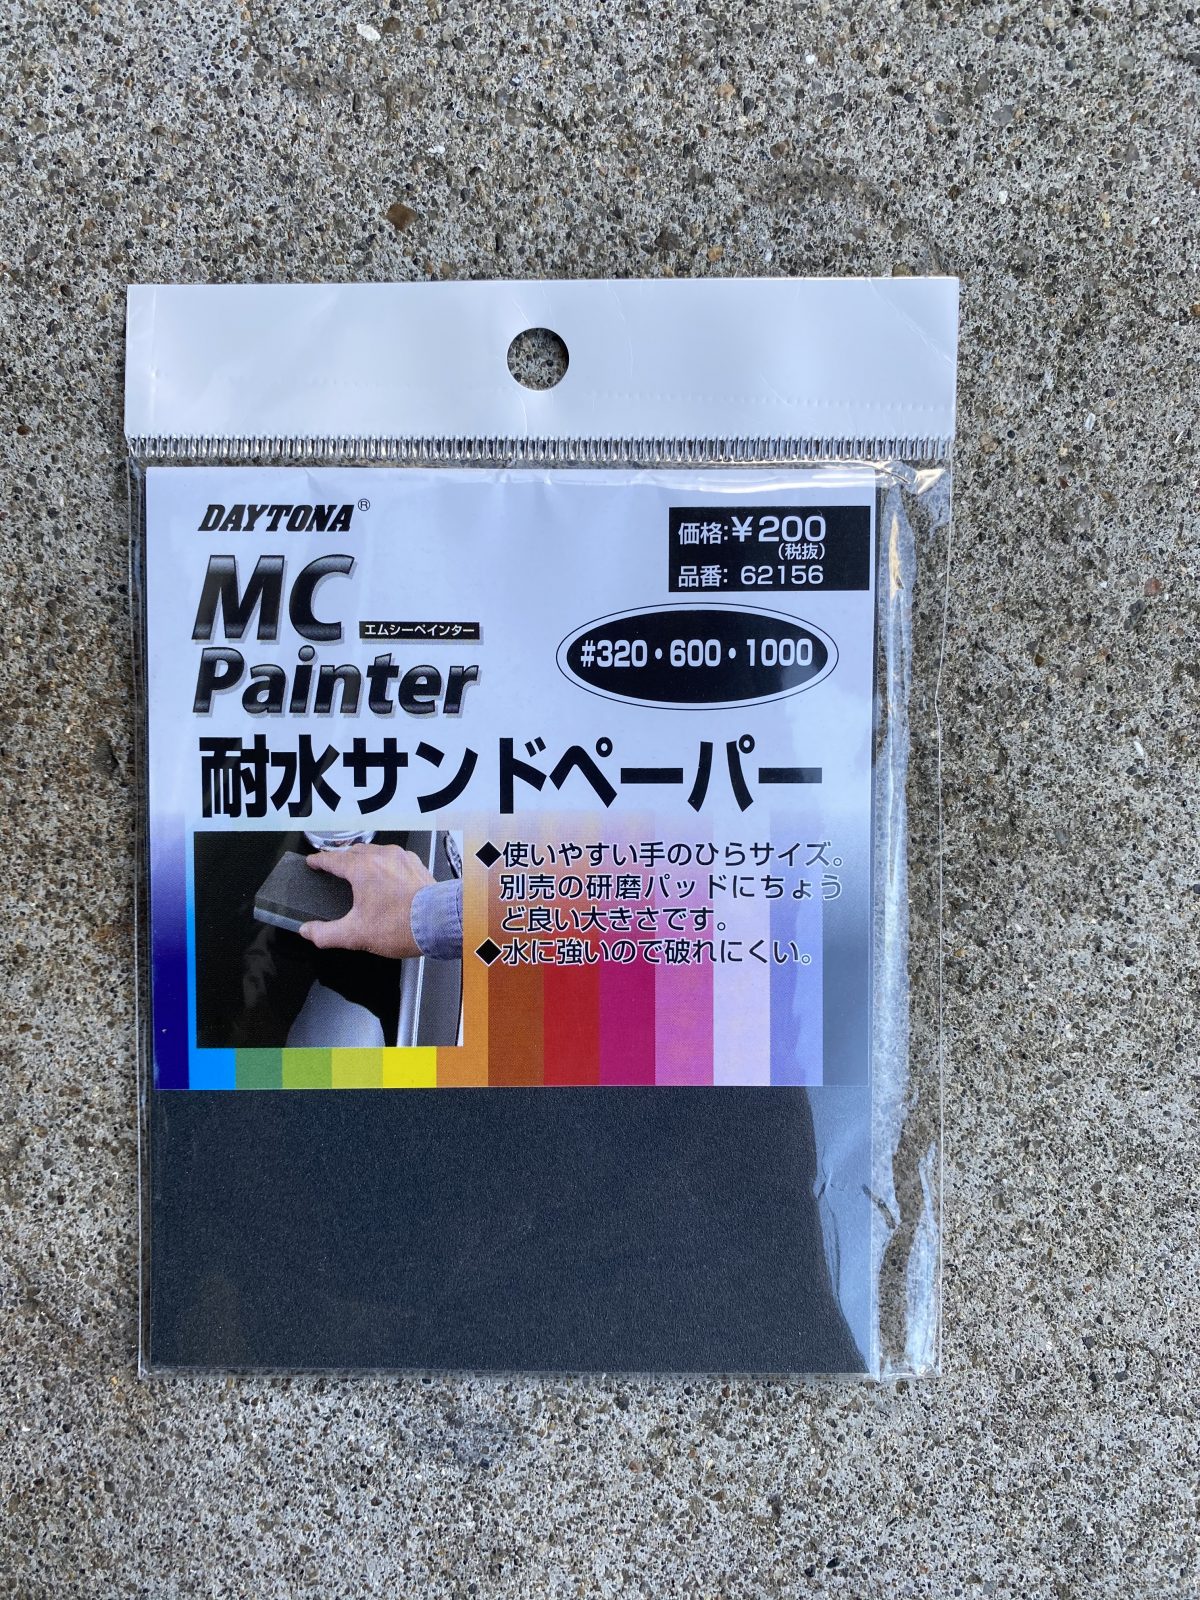 DAYTONA®
MC
エムシーペインター
Painter
価格:¥200
(税抜)
品番: 62156
#320・600・1000
耐水サンドペーパー
◆使いやすい手のひらサイズ。
別売の研磨パッドにちょう
ど良い大きさです。
◆水に強いので破れにくい。